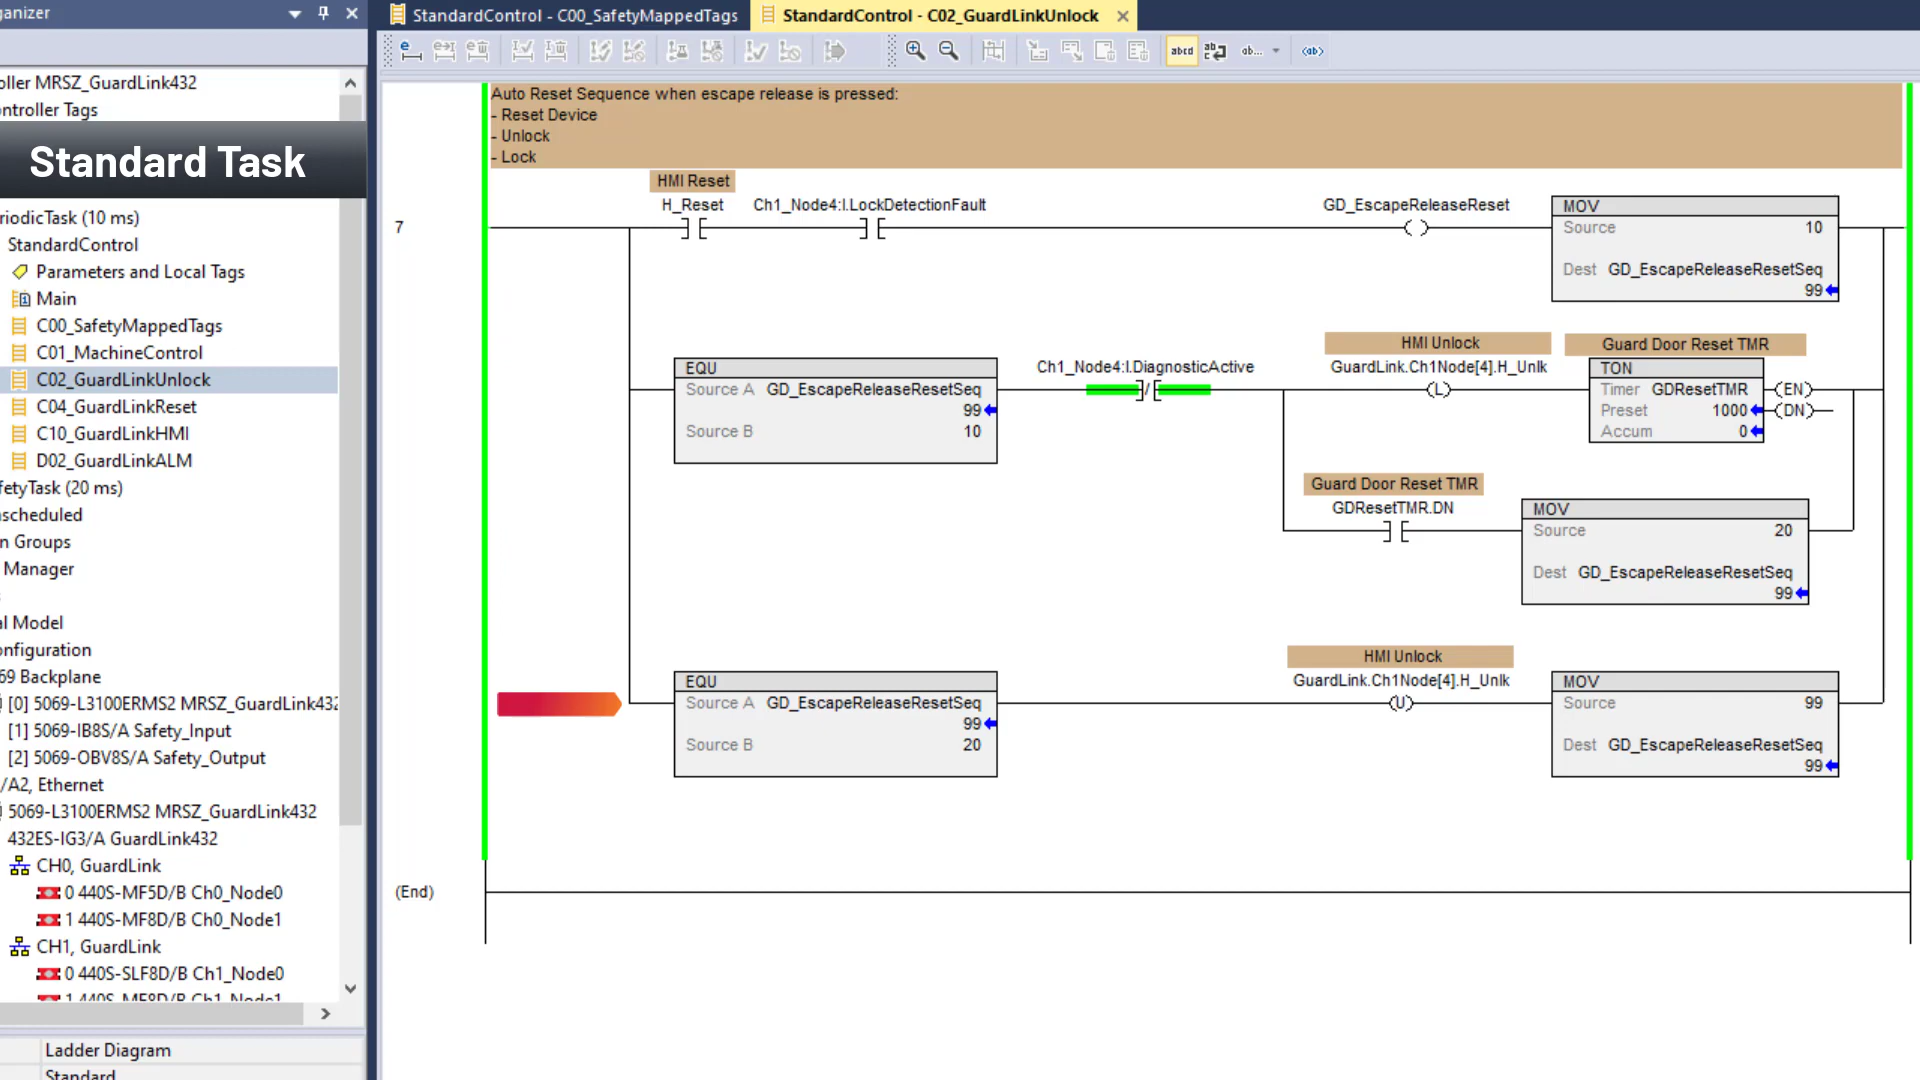 ganizer
StandardControl - C00_SafetyMappedTags
StandardControl - C02_GuardLinkUnlock
oller MRSZ_GuardLink432
ontroller Tags
Standard Task
riodicTask (10 ms)
StandardControl
Parameters and Local Tags
Main
C00_SafetyMappedTags
C01_MachineControl
C02_GuardLinkUnlock
C04_GuardLinkReset
C10_GuardLinkHMI
D02_GuardLinkALM
fetyTask (20 ms)
nscheduled
n Groups
Manager
al Model
onfiguration
69 Backplane
[0] 5069-L3100ERMS2 MRSZ_GuardLink432
[1] 5069-IB8S/A Safety_Input
[2] 5069-OBV8S/A Safety_Output
/A2, Ethernet
5069-L3100ERMS2 MRSZ_GuardLink432
432ES-IG3/A GuardLink432
CH0, GuardLink
0 440S-MF5D/B Ch0_Node0
1 440S-MF8D/B Ch0_Node1
CH1, GuardLink
0 440S-SLF8D/B Ch1_Node0
1 440S-MF8D/B Ch1_Node1
Ladder Diagram
Standard
Auto Reset Sequence when escape release is pressed:
- Reset Device
- Unlock
- Lock
7
HMI Reset
H_Reset
Ch1_Node4:I.LockDetectionFault
GD_EscapeReleaseReset
MOV
Source 10
Dest GD_EscapeReleaseResetSeq
99
EQU
Source A GD_EscapeReleaseResetSeq
99
Source B 10
Ch1_Node4:I.DiagnosticActive
HMI Unlock
GuardLink.Ch1Node[4].H_Unlk
(L)
Guard Door Reset TMR
TON
Timer GDResetTMR (EN)
Preset 1000 (DN)
Accum 0
Guard Door Reset TMR
GDResetTMR.DN
MOV
Source 20
Dest GD_EscapeReleaseResetSeq
99
EQU
Source A GD_EscapeReleaseResetSeq
99
Source B 20
HMI Unlock
GuardLink.Ch1Node[4].H_Unlk
(U)
MOV
Source 99
Dest GD_EscapeReleaseResetSeq
99
(End)